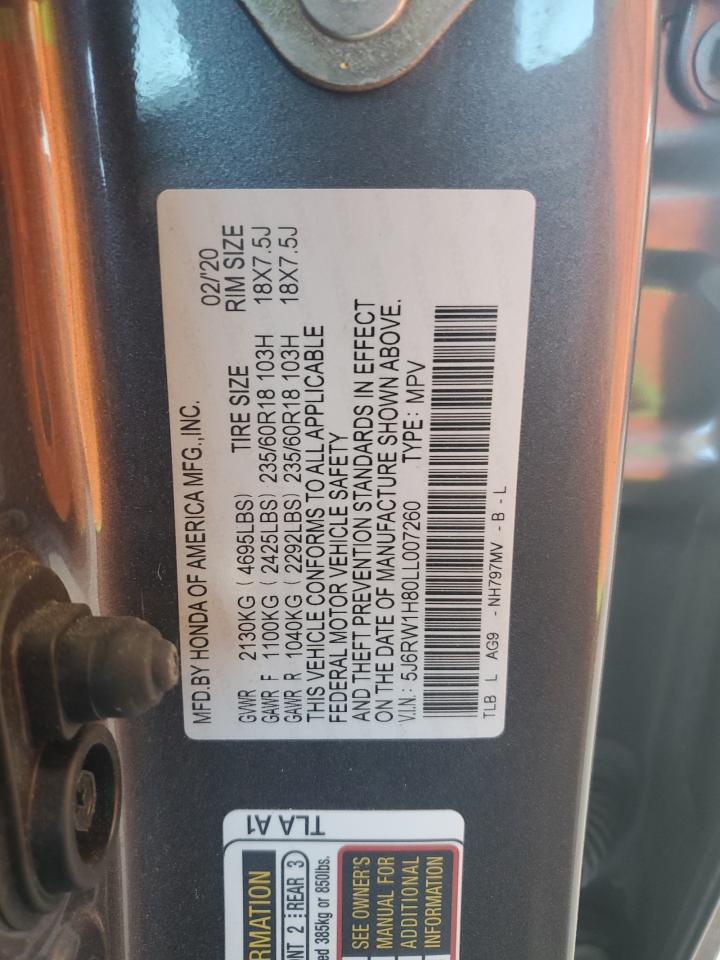 MFD.BY HONDA OF AMERICA MFG.,INC. 02/'20
GVWR 2130KG ( 4695LBS) TIRE SIZE RIM SIZE
GAWR F 1100KG ( 2425LBS) 235/60R18 103H 18X7.5J
GAWR R 1040KG ( 2292LBS) 235/60R18 103H 18X7.5J
THIS VEHICLE CONFORMS TO ALL APPLICABLE
FEDERAL MOTOR VEHICLE SAFETY
AND THEFT PREVENTION STANDARDS IN EFFECT
ON THE DATE OF MANUFACTURE SHOWN ABOVE.
V.I.N.: 5J6RW1H80LL007260 TYPE: MPV
TLB L AG9 - NH797MV - B - L
TLA A1
2 REAR 3
385kg or 850lbs.
SEE OWNER'S
MANUAL FOR
ADDITIONAL
INFORMATION